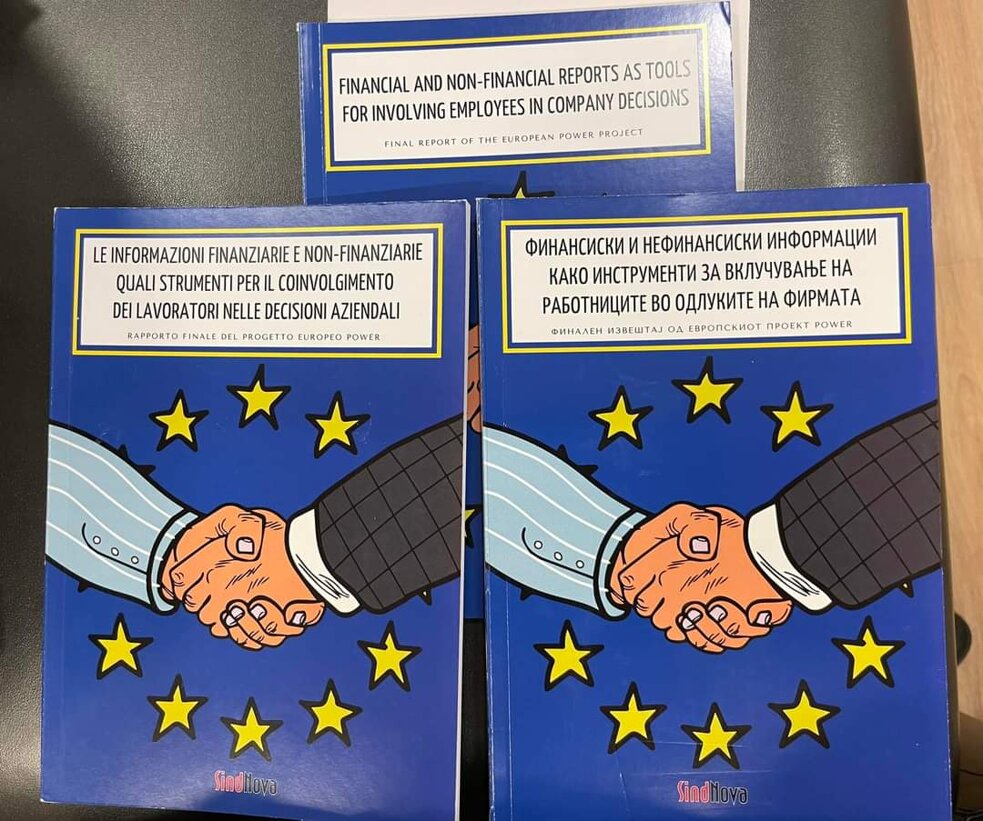 FINANCIAL AND NON-FINANCIAL REPORTS AS TOOLS
FOR INVOLVING EMPLOYEES IN COMPANY DECISIONS
FINAL REPORT OF THE EUROPEAN POWER PROJECT
LE INFORMAZIONI FINANZIARIE E NON-FINANZIARIE
QUALI STRUMENTI PER IL COINVOLGIMENTO
DEI LAVORATORI NELLE DECISIONI AZIENDALI
RAPPORTO FINALE DEL PROGETTO EUROPEO POWER
SindNova
ФИНАНСИСКИ И НЕФИНАНСИСКИ ИНФОРМАЦИИ
КАКО ИНСТРУМЕНТИ ЗА ВКЛУЧУВАЊЕ НА
РАБОТНИЦИТЕ ВО ОДЛУКИТЕ НА ФИРМАТА
ФИНАЛЕН ИЗВЕШТАЈ ОД ЕВРОПСКИОТ ПРОЕКТ POWER
SindNova